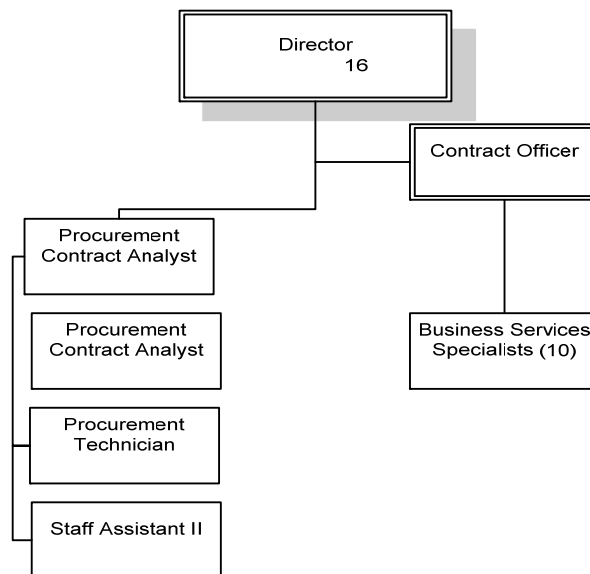 Director
16
Contract Officer
Procurement
Contract Analyst
Procurement
Contract Analyst
Business Services
Specialists (10)
Procurement
Technician
Staff Assistant II